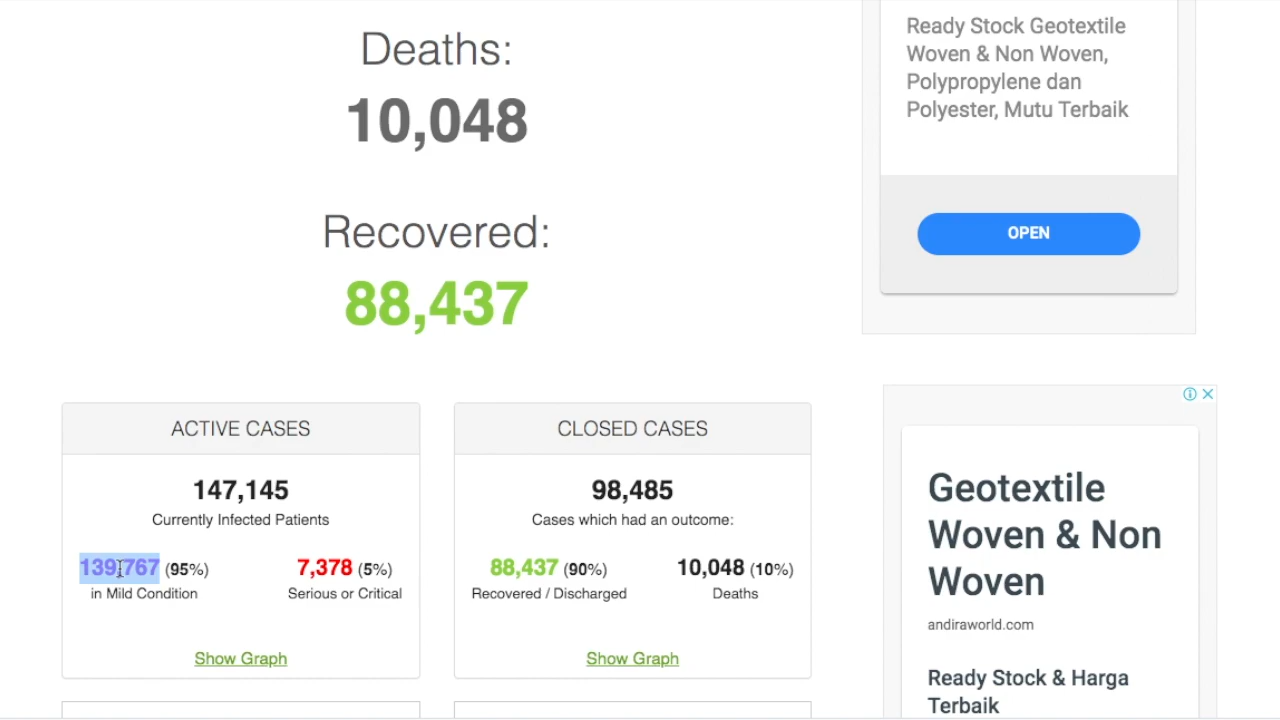 Deaths:
10,048
Recovered:
88,437
ACTIVE CASES
147,145
Currently Infected Patients
139,767 (95%)
in Mild Condition
7,378 (5%)
Serious or Critical
Show Graph
CLOSED CASES
98,485
Cases which had an outcome:
88,437 (90%)
Recovered / Discharged
10,048 (10%)
Deaths
Show Graph
Ready Stock Geotextile
Woven & Non Woven,
Polypropylene dan
Polyester, Mutu Terbaik
OPEN
Geotextile
Woven & Non
Woven
andiraworld.com
Ready Stock & Harga
Terbaik